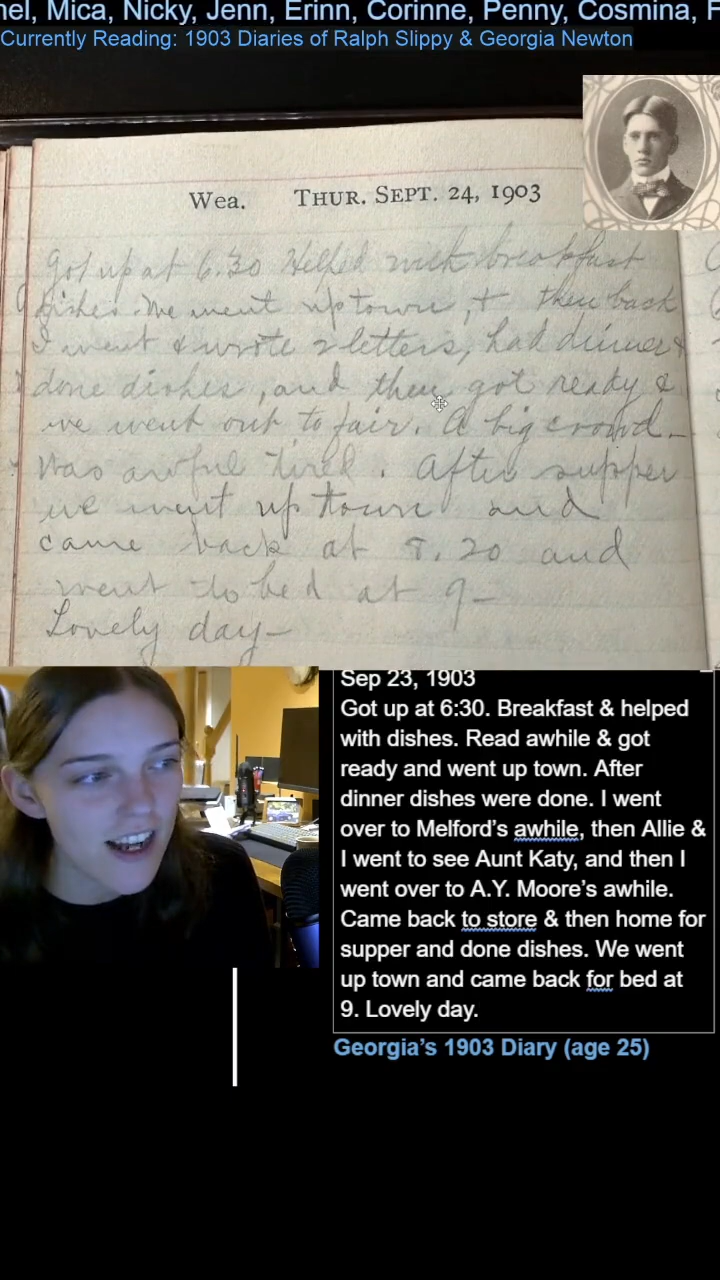 nel, Mica, Nicky, Jenn, Erinn, Corinne, Penny, Cosmina, F
Currently Reading: 1903 Diaries of Ralph Slippy & Georgia Newton
Wea. THUR. SEPT. 24, 1903
Got up at 6.30 Helped with breakfast
dishes. We went up town, + then back
I went & wrote 2 letters, had dinner &
done dishes, and then got ready &
we went out to fair. A big crowd-
Was awful tired. After supper
we went up town and
came back at 8.20 and
went to bed at 9-
Lovely day-
Sep 23, 1903
Got up at 6:30. Breakfast & helped
with dishes. Read awhile & got
ready and went up town. After
dinner dishes were done. I went
over to Melford's awhile, then Allie &
I went to see Aunt Katy, and then I
went over to A.Y. Moore's awhile.
Came back to store & then home for
supper and done dishes. We went
up town and came back for bed at
9. Lovely day.
Georgia's 1903 Diary (age 25)